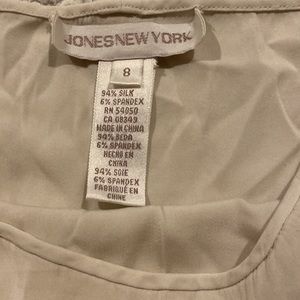 JONES NEW YORK
8
94% SILK
6% SPANDEX
RN 54050
CA 08349
MADE IN CHINA
94% SEDA
6% SPANDEX
HECHO EN
CHINA
94% SOIE
6% SPANDEX
FABRIQUÉ EN
CHINE